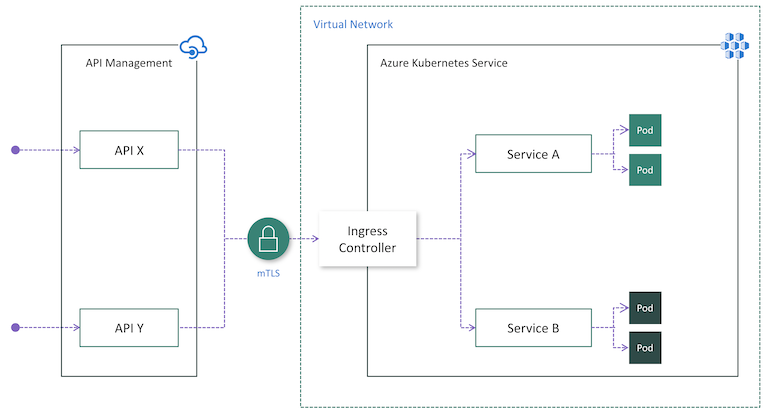 Virtual Network
API Management
Azure Kubernetes Service
API X
Service A
Pod
Pod
Ingress
Controller
mTLS
API Y
Service B
Pod
Pod